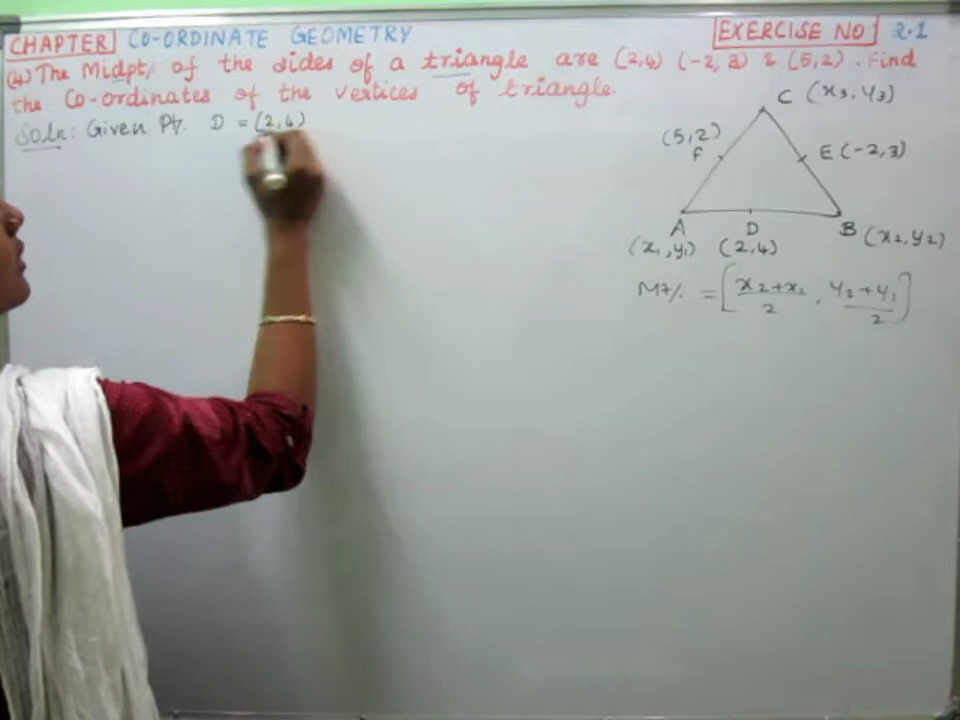 CHAPTER CO-ORDINATE GEOMETRY EXERCISE NO 2.1
(4) The Midpt, of the sides of a triangle are (2,4) (-2, 3) & (5,2). Find
the Co-ordinates of the vertices of triangle.
Soln: Given Pt. D = (2,4)
C (x3, y3)
(5,2)
F
E (-2,3)
A D B (x2, y2)
(x1, y1) (2,4)
= [x2+x1/2, y2+y1/2]